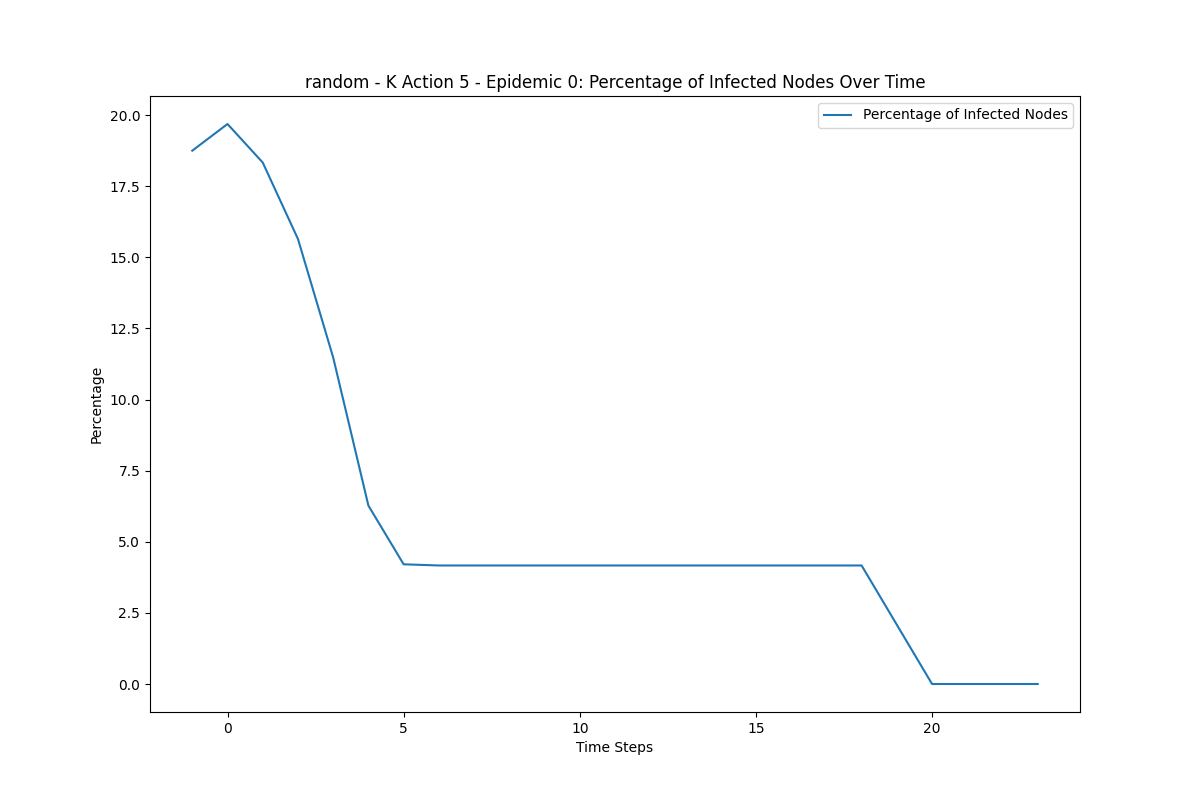 random - K Action 5 - Epidemic 0: Percentage of Infected Nodes Over Time
Percentage of Infected Nodes
20.0
17.5
15.0
12.5
10.0
7.5
5.0
2.5
0.0
Percentage
0 5 10 15 20
Time Steps